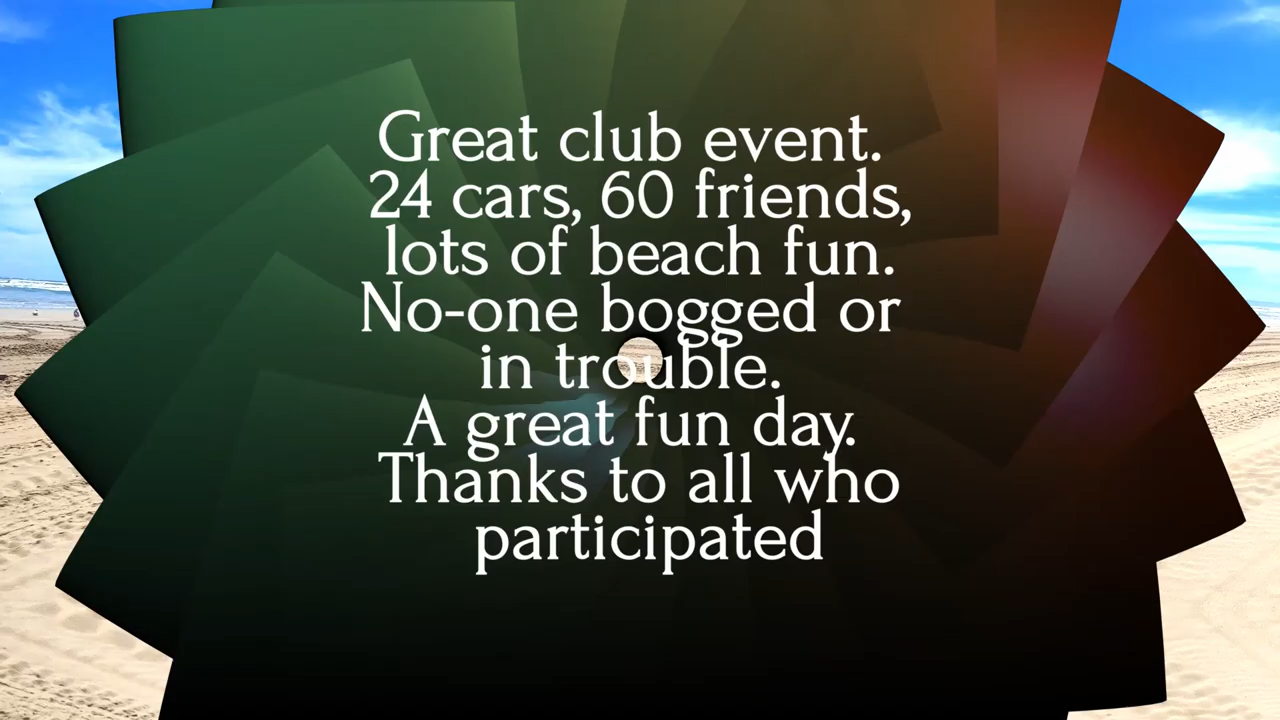 Great club event.
24 cars, 60 friends,
lots of beach fun.
No-one bogged or
in trouble.
A great fun day.
Thanks to all who
participated